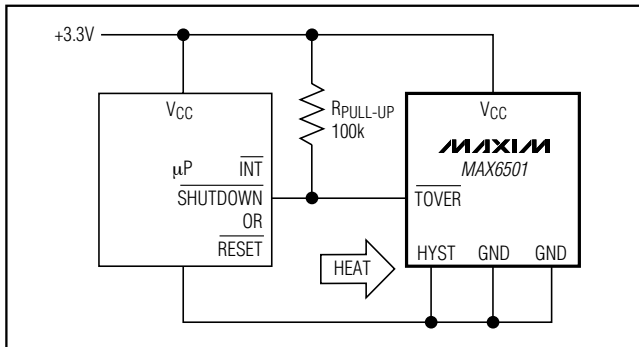 +3.3V
VCC
RPULL-UP
100k
VCC
MAXIM
MAX6501
μP
INT
SHUTDOWN
OR
RESET
TOVER
HEAT
HYST GND GND